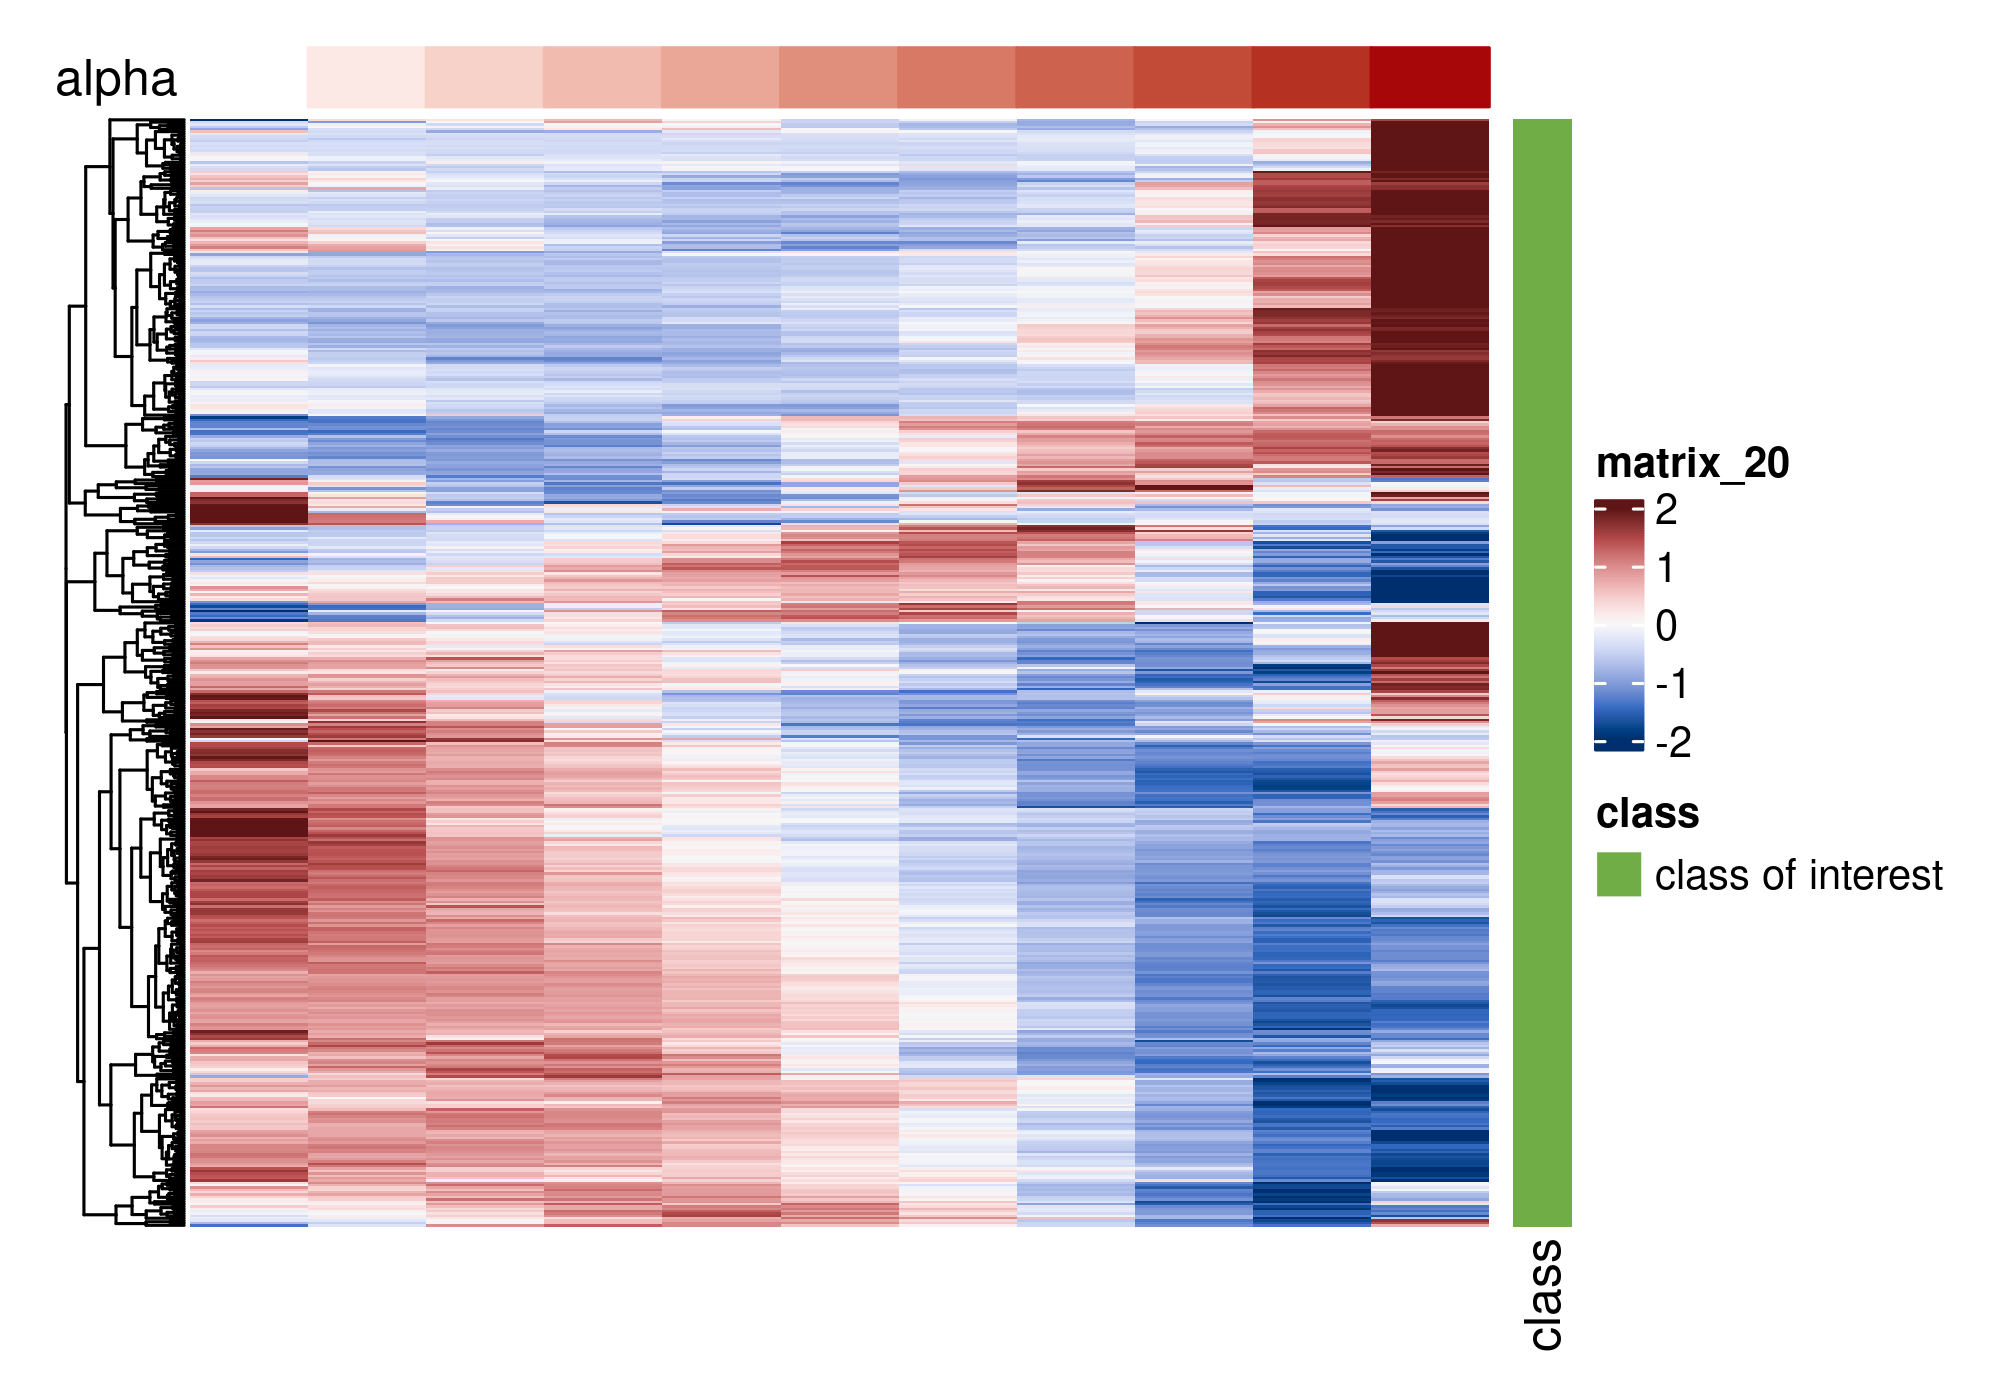 alpha
matrix_20
2
1
0
-1
-2
class
class of interest
class